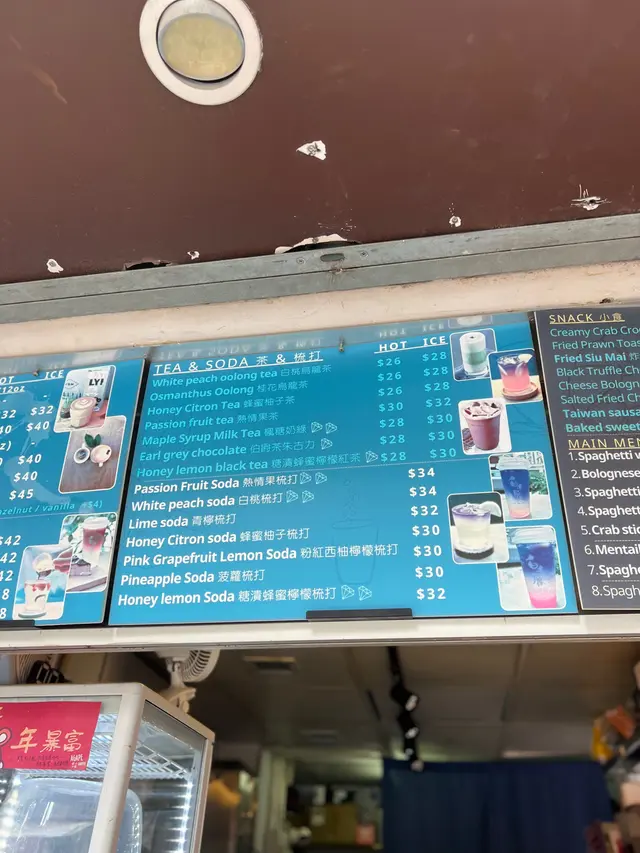 OT ICE
12oz
32 $32
40 $40
$40
$40
$45
hazelnut / vanilla +$4)
$42
TEA & SODA 茶 & 梳打
HOT ICE
White peach oolong tea 白桃烏龍茶 $26 $28
Osmanthus Oolong 桂花烏龍茶 $26 $28
Honey Citron Tea 蜂蜜柚子茶 $26 $28
Passion fruit tea 熱情果茶 $30 $32
Maple Syrup Milk Tea 楓糖奶綠 $28 $30
Earl grey chocolate 伯爵茶朱古力 $28 $30
Honey lemon black tea 糖漬蜂蜜檸檬紅茶 $28 $30
Passion Fruit Soda 熱情果梳打 $34
White peach soda 白桃梳打 $34
Lime soda 青檸梳打 $32
Honey Citron soda 蜂蜜柚子梳打 $30
Pink Grapefruit Lemon Soda 粉紅西柚檸檬梳打 $30
Pineapple Soda 菠蘿梳打 $30
Honey lemon Soda 糖漬蜂蜜檸檬梳打 $32
SNACK 小食
Creamy Crab Cro
Fried Prawn Toas
Fried Siu Mai 炸
Black Truffle Ch
Cheese Bologn
Salted Fried Ch
Taiwan sausa
Baked sweet
MAIN MEN
1.Spaghetti w
2.Bolognese
3.Spaghetti
4.Spaghett
5.Crab stic
6.Mentail
7.Spaghe
8.Spagh
年暴富